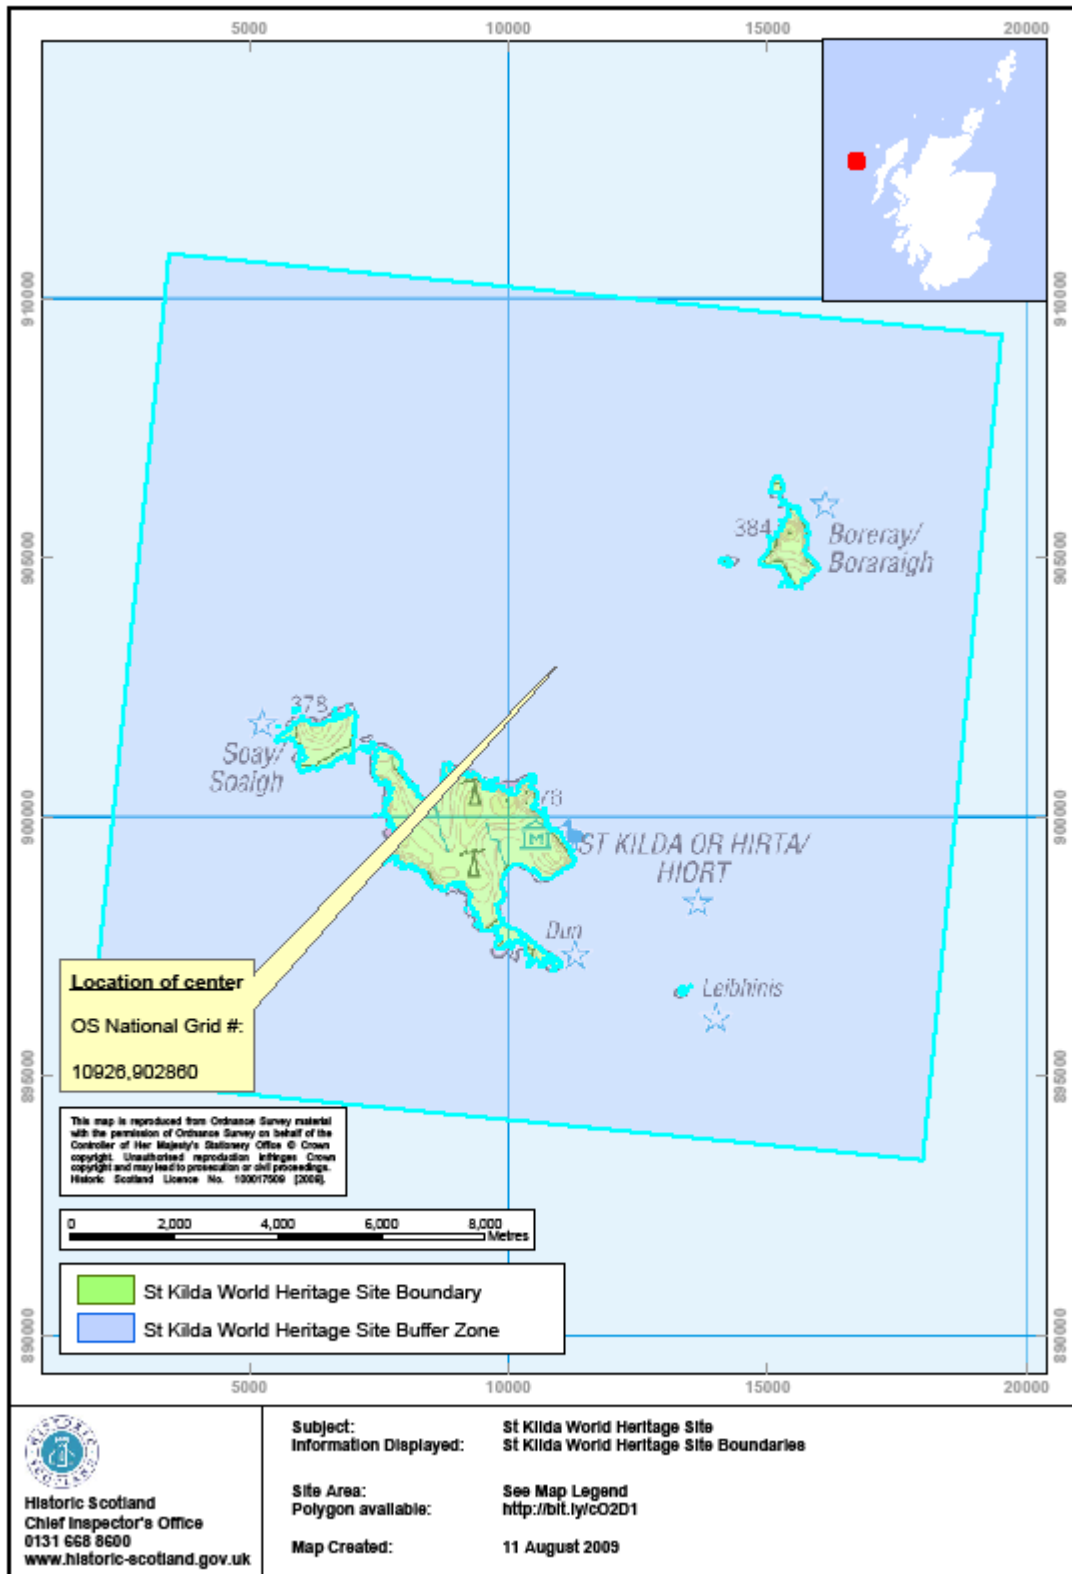 5000 10000 15000 20000
910000 910000
384
Boreray/
Boraraigh
905000 905000
378
Soay/
Soaigh
900000 900000
ST KILDA OR HIRTA/
HIORT
Dun
Leibhinis
Location of center
OS National Grid #:
10926,902860
895000 895000
This map is reproduced from Ordnance Survey material
with the permission of Ordnance Survey on behalf of the
Controller of Her Majesty's Stationery Office © Crown
copyright. Unauthorised reproduction infringes Crown
copyright and may lead to prosecution or civil proceedings.
Historic Scotland Licence No. 100017509 [2009].
0 2,000 4,000 6,000 8,000
Metres
St Kilda World Heritage Site Boundary
St Kilda World Heritage Site Buffer Zone
890000 890000
5000 10000 15000 20000
HISTORIC SCOTLAND
Historic Scotland
Chief Inspector's Office
0131 668 8600
www.historic-scotland.gov.uk
Subject: St Kilda World Heritage Site
Information Displayed: St Kilda World Heritage Site Boundaries
Site Area: See Map Legend
Polygon available: http://bit.ly/cO2D1
Map Created: 11 August 2009